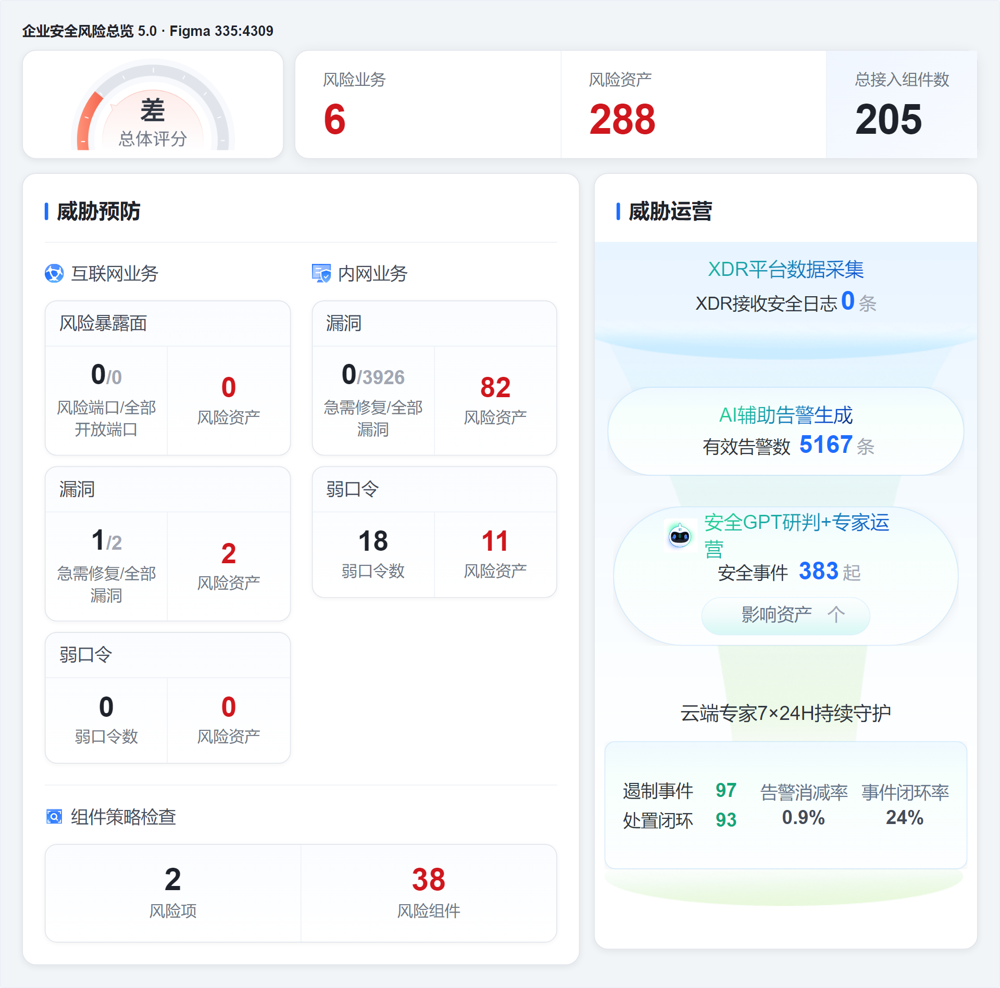 企业安全风险总览 5.0 · Figma 335:4309
差
总体评分
风险业务
6
风险资产
288
总接入组件数
205
威胁预防
互联网业务
风险暴露面
0/0
风险端口/全部
开放端口
0
风险资产
漏洞
1/2
急需修复/全部
漏洞
2
风险资产
弱口令
0
弱口令数
0
风险资产
内网业务
漏洞
0/3926
急需修复/全部
漏洞
82
风险资产
弱口令
18
弱口令数
11
风险资产
组件策略检查
2
风险项
38
风险组件
威胁运营
XDR平台数据采集
XDR接收安全日志 0 条
AI辅助告警生成
有效告警数 5167 条
安全GPT研判+专家运
营
安全事件 383 起
影响资产 个
云端专家7×24H持续守护
遏制事件 97
处置闭环 93
告警消减率
0.9%
事件闭环率
24%